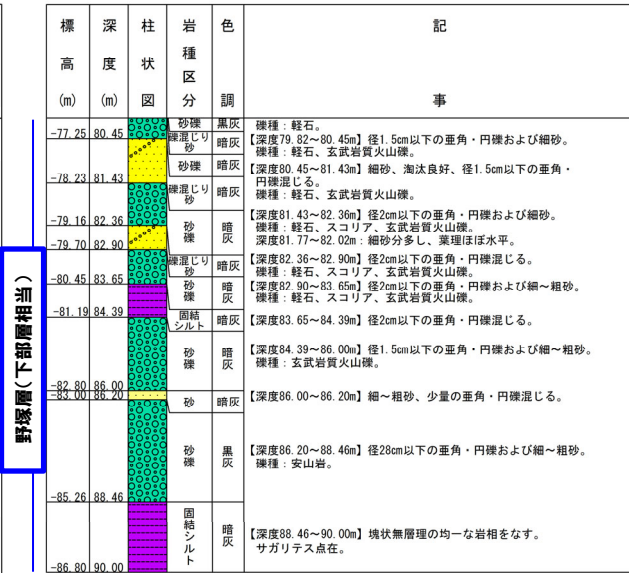 標高(m)
深度(m)
柱状図
岩種区分
色調
記事
野塚層(下部層相当)
砂礫 黒灰 礫種：軽石。
-77.25 80.45
礫混じり砂 暗灰 【深度79.82～80.45m】径1.5cm以下の亜角・円礫および細砂。
礫種：軽石、玄武岩質火山礫。
砂礫 暗灰 【深度80.45～81.43m】細砂、淘汰良好、径1.5cm以下の亜角・
円礫混じる。
-78.23 81.43
礫混じり砂 暗灰 礫種：軽石、玄武岩質火山礫。
-79.16 82.36
砂礫 暗灰 【深度81.43～82.36m】径2cm以下の亜角・円礫および細砂。
礫種：軽石、スコリア、玄武岩質火山礫。
深度81.77～82.02m：細砂分多し、葉理ほぼ水平。
-79.70 82.90
礫混じり砂 暗灰 【深度82.36～82.90m】径2cm以下の亜角・円礫混じる。
礫種：軽石、スコリア、玄武岩質火山礫。
-80.45 83.65
砂礫 暗灰 【深度82.90～83.65m】径2cm以下の亜角・円礫および細～粗砂。
礫種：軽石、スコリア、玄武岩質火山礫。
-81.19 84.39
固結シルト 暗灰 【深度83.65～84.39m】径2cm以下の亜角・円礫混じる。
砂礫 暗灰 【深度84.39～86.00m】径1.5cm以下の亜角・円礫および細～粗砂。
礫種：玄武岩質火山礫。
-82.80 86.00
-83.00 86.20
砂 暗灰 【深度86.00～86.20m】細～粗砂、少量の亜角・円礫混じる。
砂礫 黒灰 【深度86.20～88.46m】径28cm以下の亜角・円礫および細～粗砂。
礫種：安山岩。
-85.26 88.46
固結シルト 暗灰 【深度88.46～90.00m】塊状無層理の均一な岩相をなす。
サガリテス点在。
-86.80 90.00